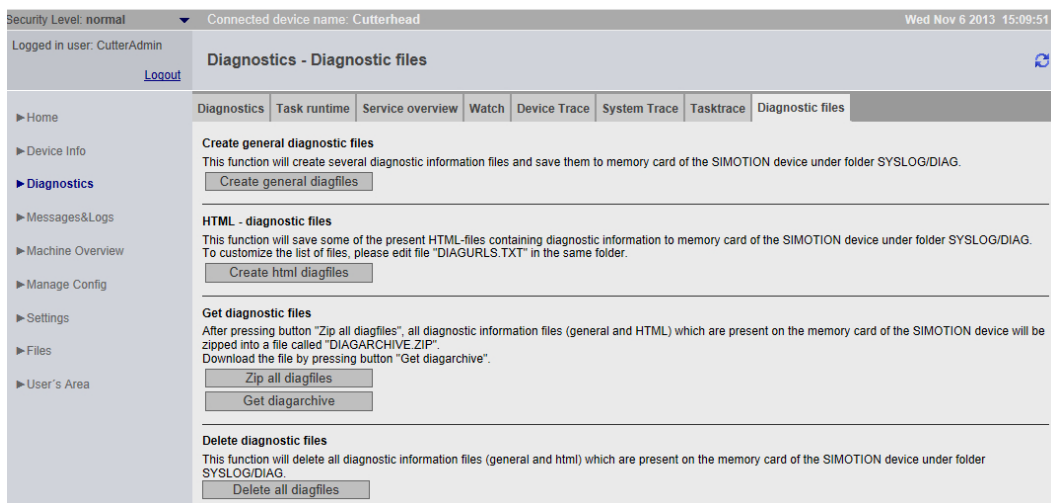 Security Level: normal
Connected device name: Cutterhead
Wed Nov 6 2013 15:09:51
Logged in user: CutterAdmin
Logout
Diagnostics - Diagnostic files
Home
Device Info
Diagnostics
Messages&Logs
Machine Overview
Manage Config
Settings
Files
User´s Area
Diagnostics Task runtime Service overview Watch Device Trace System Trace Tasktrace Diagnostic files
Create general diagnostic files
This function will create several diagnostic information files and save them to memory card of the SIMOTION device under folder SYSLOG/DIAG.
Create general diagfiles
HTML - diagnostic files
This function will save some of the present HTML-files containing diagnostic information to memory card of the SIMOTION device under folder SYSLOG/DIAG.
To customize the list of files, please edit file "DIAGURLS.TXT" in the same folder.
Create html diagfiles
Get diagnostic files
After pressing button "Zip all diagfiles", all diagnostic information files (general and HTML) which are present on the memory card of the SIMOTION device will be
zipped into a file called "DIAGARCHIVE.ZIP".
Download the file by pressing button "Get diagarchive".
Zip all diagfiles
Get diagarchive
Delete diagnostic files
This function will delete all diagnostic information files (general and html) which are present on the memory card of the SIMOTION device under folder
SYSLOG/DIAG.
Delete all diagfiles